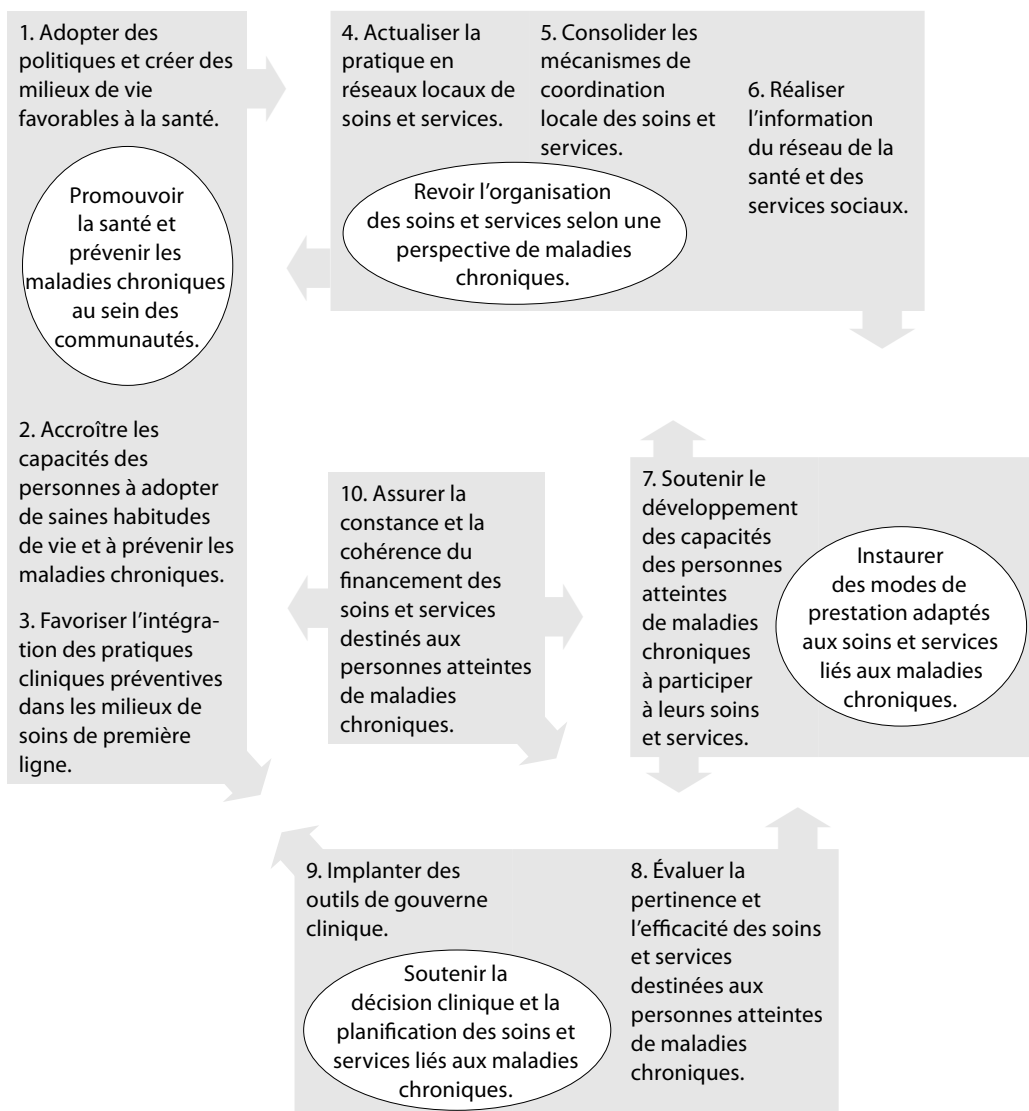 1. Adopter des
politiques et créer des
milieux de vie
favorables à la santé.
Promouvoir
la santé et
prévenir les
maladies chroniques
au sein des
communautés.
2. Accroître les
capacités des
personnes à adopter
de saines habitudes
de vie et à prévenir les
maladies chroniques.
3. Favoriser l’intégra-
tion des pratiques
cliniques préventives
dans les milieux de
soins de première
ligne.
4. Actualiser la
pratique en
réseaux locaux de
soins et services.
5. Consolider les
mécanismes de
coordination
locale des soins et
services.
6. Réaliser
l’information
du réseau de la
santé et des
services sociaux.
Revoir l’organisation
des soins et services selon une
perspective de maladies
chroniques.
10. Assurer la
constance et la
cohérence du
financement des
soins et services
destinés aux
personnes atteintes
de maladies
chroniques.
7. Soutenir le
développement
des capacités
des personnes
atteintes
de maladies
chroniques
à participer
à leurs soins
et services.
Instaurer
des modes de
prestation adaptés
aux soins et services
liés aux maladies
chroniques.
9. Implanter des
outils de gouverne
clinique.
Soutenir la
décision clinique et la
planification des soins et
services liés aux maladies
chroniques.
8. Évaluer la
pertinence et
l’efficacité des soins
et services
destinées aux
personnes atteintes
de maladies
chroniques.